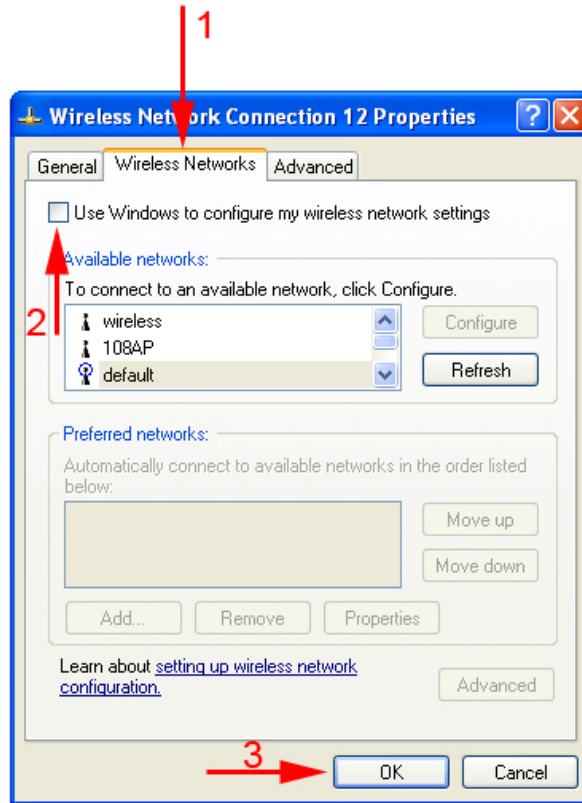 1
Wireless Network Connection 12 Properties
General Wireless Networks Advanced
Use Windows to configure my wireless network settings
2
Available networks:
To connect to an available network, click Configure.
wireless
108AP
default
Configure
Refresh
Preferred networks:
Automatically connect to available networks in the order listed
below:
Move up
Move down
Add... Remove Properties
Learn about setting up wireless network
configuration.
Advanced
3
OK Cancel